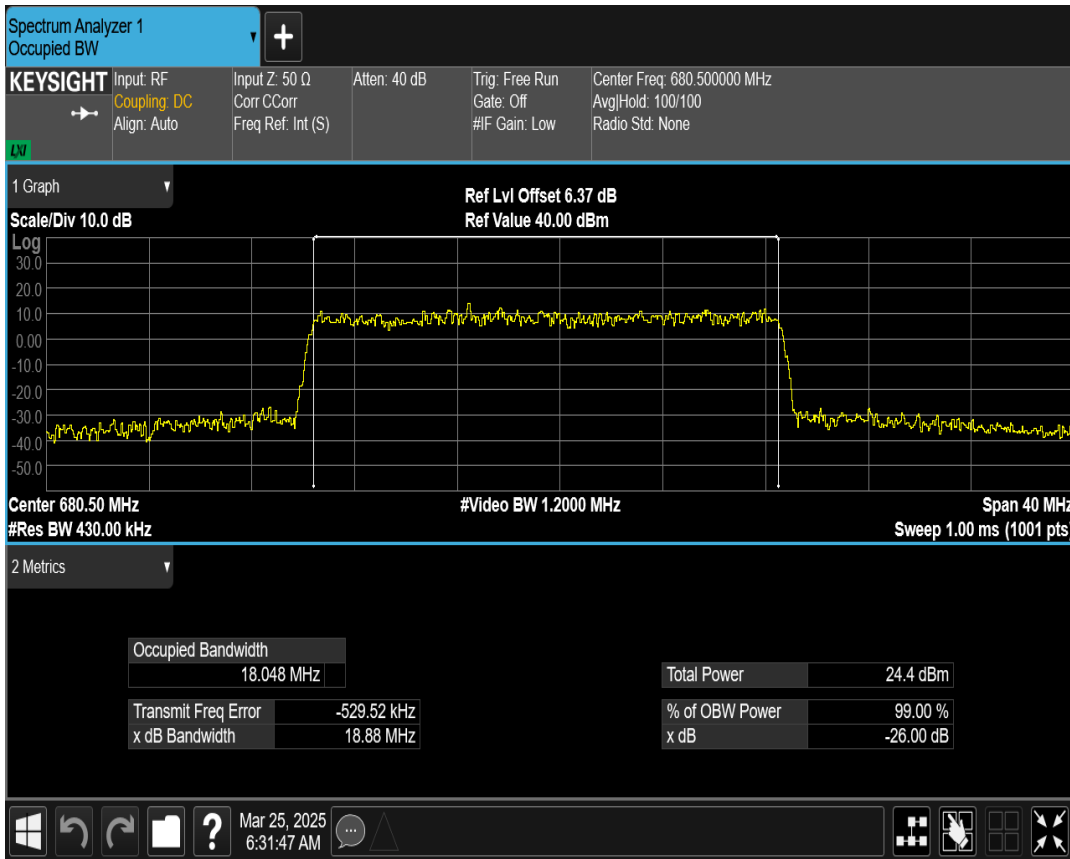 Spectrum Analyzer 1
Occupied BW
KEYSIGHT
LXI
Input: RF
Coupling: DC
Align: Auto
Input Z: 50 Ω
Corr CCorr
Freq Ref: Int (S)
Atten: 40 dB
Trig: Free Run
Gate: Off
#IF Gain: Low
Center Freq: 680.500000 MHz
Avg|Hold: 100/100
Radio Std: None
1 Graph
Ref Lvl Offset 6.37 dB
Scale/Div 10.0 dB
Ref Value 40.00 dBm
Log
30.0
20.0
10.0
0.00
-10.0
-20.0
-30.0
-40.0
-50.0
Center 680.50 MHz
#Video BW 1.2000 MHz
Span 40 MHz
#Res BW 430.00 kHz
Sweep 1.00 ms (1001 pts)
2 Metrics
Occupied Bandwidth
18.048 MHz
Total Power 24.4 dBm
Transmit Freq Error -529.52 kHz
% of OBW Power 99.00 %
x dB Bandwidth 18.88 MHz
x dB -26.00 dB
?
Mar 25, 2025
6:31:47 AM